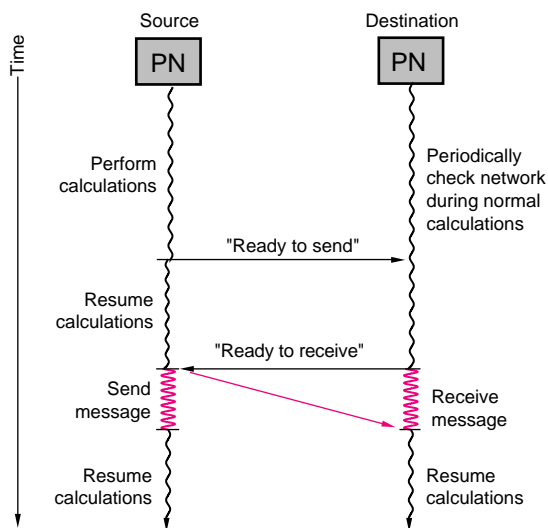 Source
Destination
Time
PN
PN
Perform
calculations
Periodically
check network
during normal
calculations
"Ready to send"
Resume
calculations
"Ready to receive"
Send
message
Receive
message
Resume
calculations
Resume
calculations